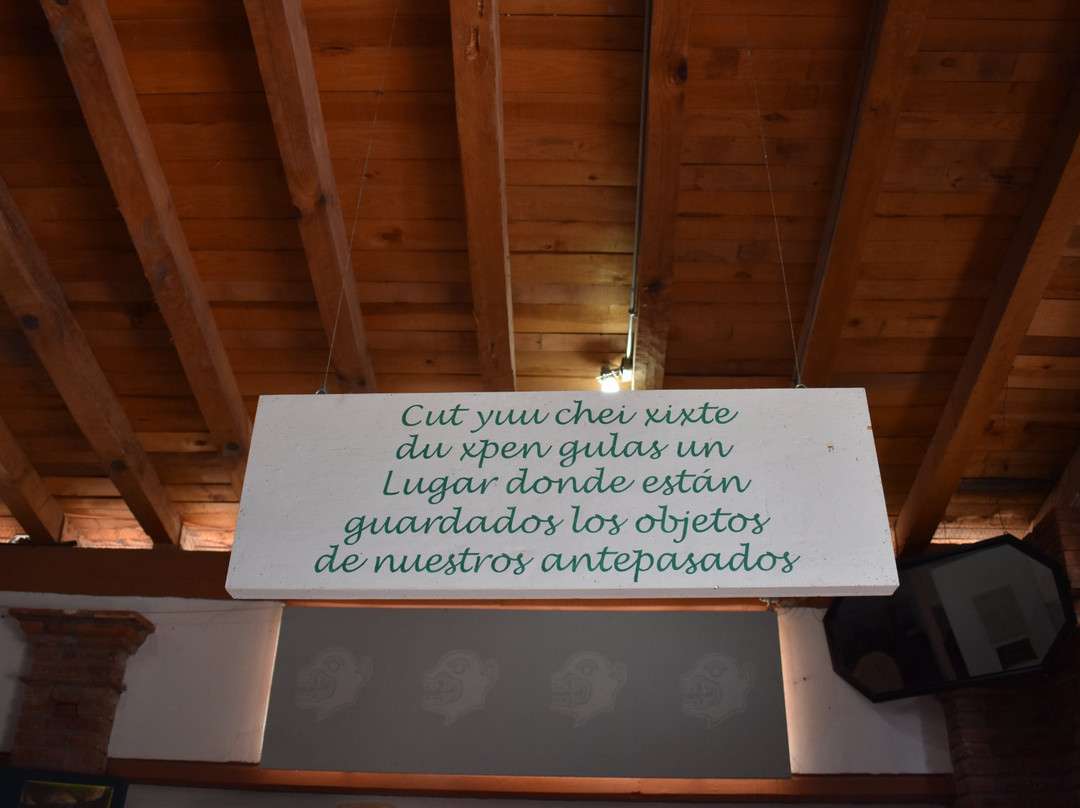 Cut yuu chei xixte
du xpen gulas un
Lugar donde están
guardados los objetos
de nuestros antepasados